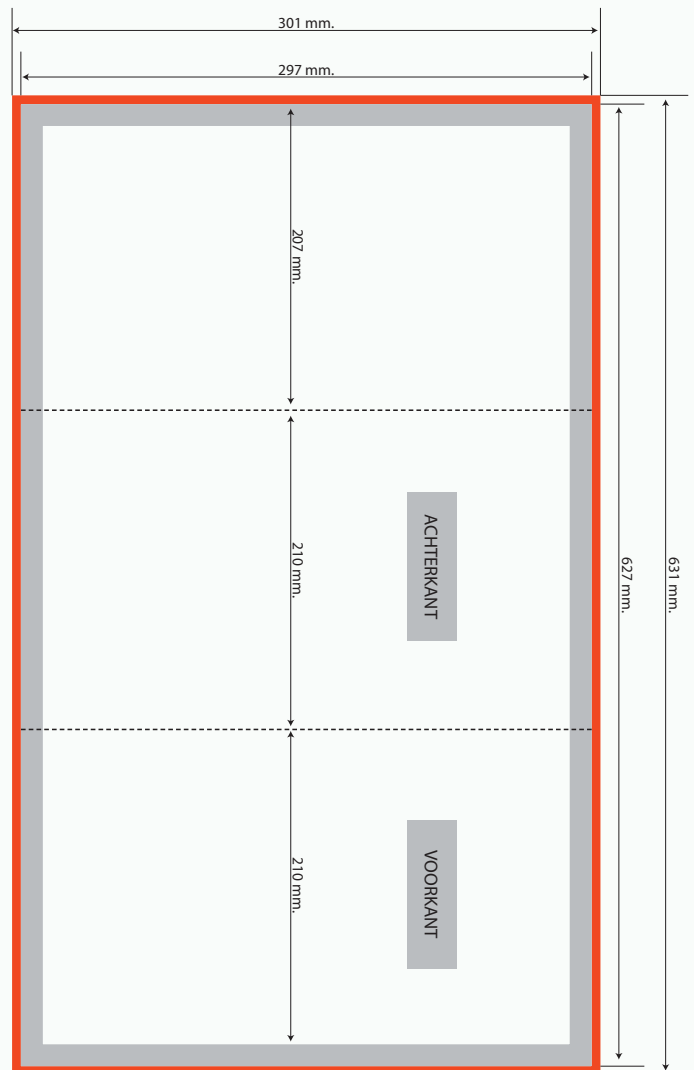 301 mm.
297 mm.
207 mm.
210 mm.
ACHTERKANT
627 mm.
631 mm.
210 mm.
VOORKANT